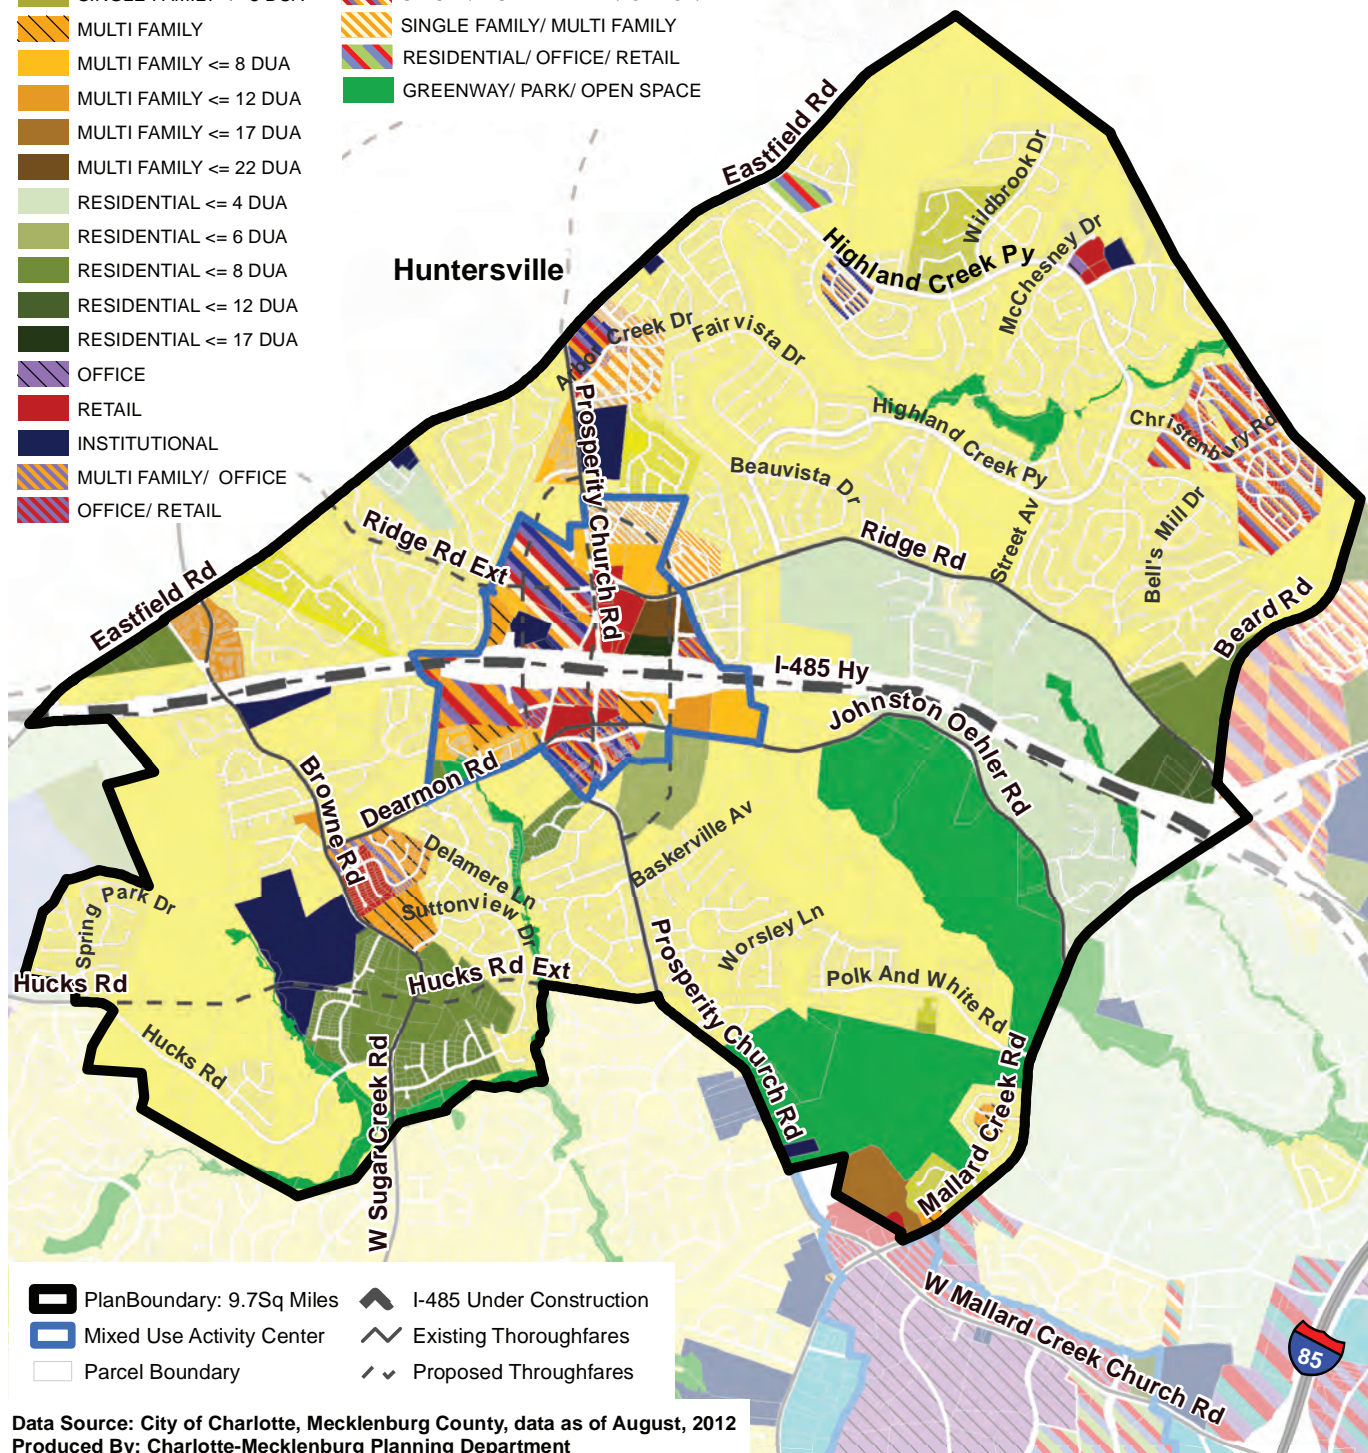 MULTI FAMILY
MULTI FAMILY <= 8 DUA
MULTI FAMILY <= 12 DUA
MULTI FAMILY <= 17 DUA
MULTI FAMILY <= 22 DUA
RESIDENTIAL <= 4 DUA
RESIDENTIAL <= 6 DUA
RESIDENTIAL <= 8 DUA
RESIDENTIAL <= 12 DUA
RESIDENTIAL <= 17 DUA
OFFICE
RETAIL
INSTITUTIONAL
MULTI FAMILY/ OFFICE
OFFICE/ RETAIL
SINGLE FAMILY/ MULTI FAMILY
RESIDENTIAL/ OFFICE/ RETAIL
GREENWAY/ PARK/ OPEN SPACE
Eastfield Rd
Wildbrook Dr
Highland Creek Py
McChesney Dr
Huntersville
Arbor Creek Dr
Fairvista Dr
Prosperity Church Rd
Highland Creek Py
Christenbury Rd
Beauvista Dr
Ridge Rd Ext
Ridge Rd
Street Av
Bell's Mill Dr
Eastfield Rd
Beard Rd
I-485 Hy
Johnston Oehler Rd
Browne Rd
Dearmon Rd
Delamere Ln
Baskerville Av
Suttonview Dr
Spring Park Dr
Worsley Ln
Hucks Rd
Hucks Rd Ext
Polk And White Rd
Prosperity Church Rd
Hucks Rd
W Sugar Creek Rd
Mallard Creek Rd
W Mallard Creek Church Rd
85
PlanBoundary: 9.7Sq Miles
Mixed Use Activity Center
Parcel Boundary
I-485 Under Construction
Existing Thoroughfares
Proposed Throughfares
Data Source: City of Charlotte, Mecklenburg County, data as of August, 2012
Produced By: Charlotte-Mecklenburg Planning Department